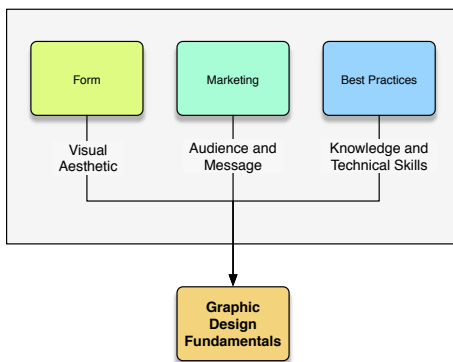 Form
Marketing
Best Practices
Visual
Aesthetic
Audience and
Message
Knowledge and
Technical Skills
Graphic
Design
Fundamentals